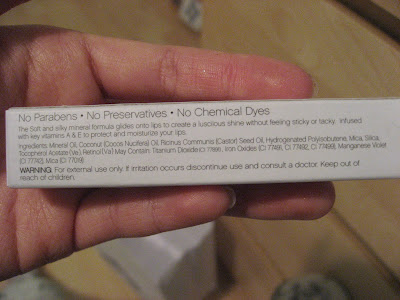 No Parabens • No Preservatives • No Chemical Dyes
The Soft and silky mineral formula glides onto lips to create a luscious shine without feeling sticky or tacky. Infused
with key vitamins A & E to protect and moisturize your lips.
Ingredients: Mineral Oil, Coconut (Cocos Nucifera) Oil, Ricinus Communis (Castor) Seed Oil, Hydrogenated Polyisobutene, Mica, Silica,
Tocopherol Acetate (Ve), Retinol (Va) May Contain: Titanium Dioxide (CI 77891), Iron Oxides (CI 77491, CI 77492, CI 77499), Manganese Violet
(CI 77742), Mica (CI 77019)
WARNING: For external use only. If irritation occurs discontinue use and consult a doctor. Keep out of
reach of children.